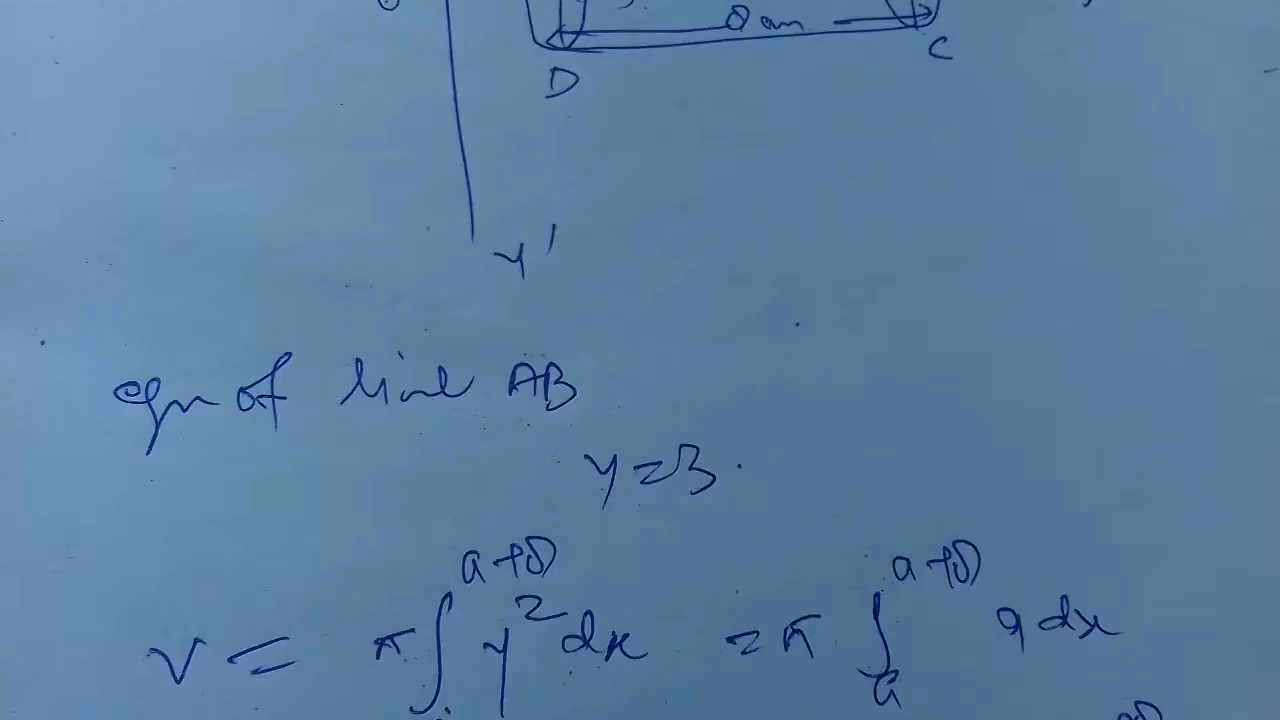 8 cm
D
C
y'
eqn of line AB
y = 3.
V = π ∫ a+8 y² dx = π ∫ₐ a+8 9 dx